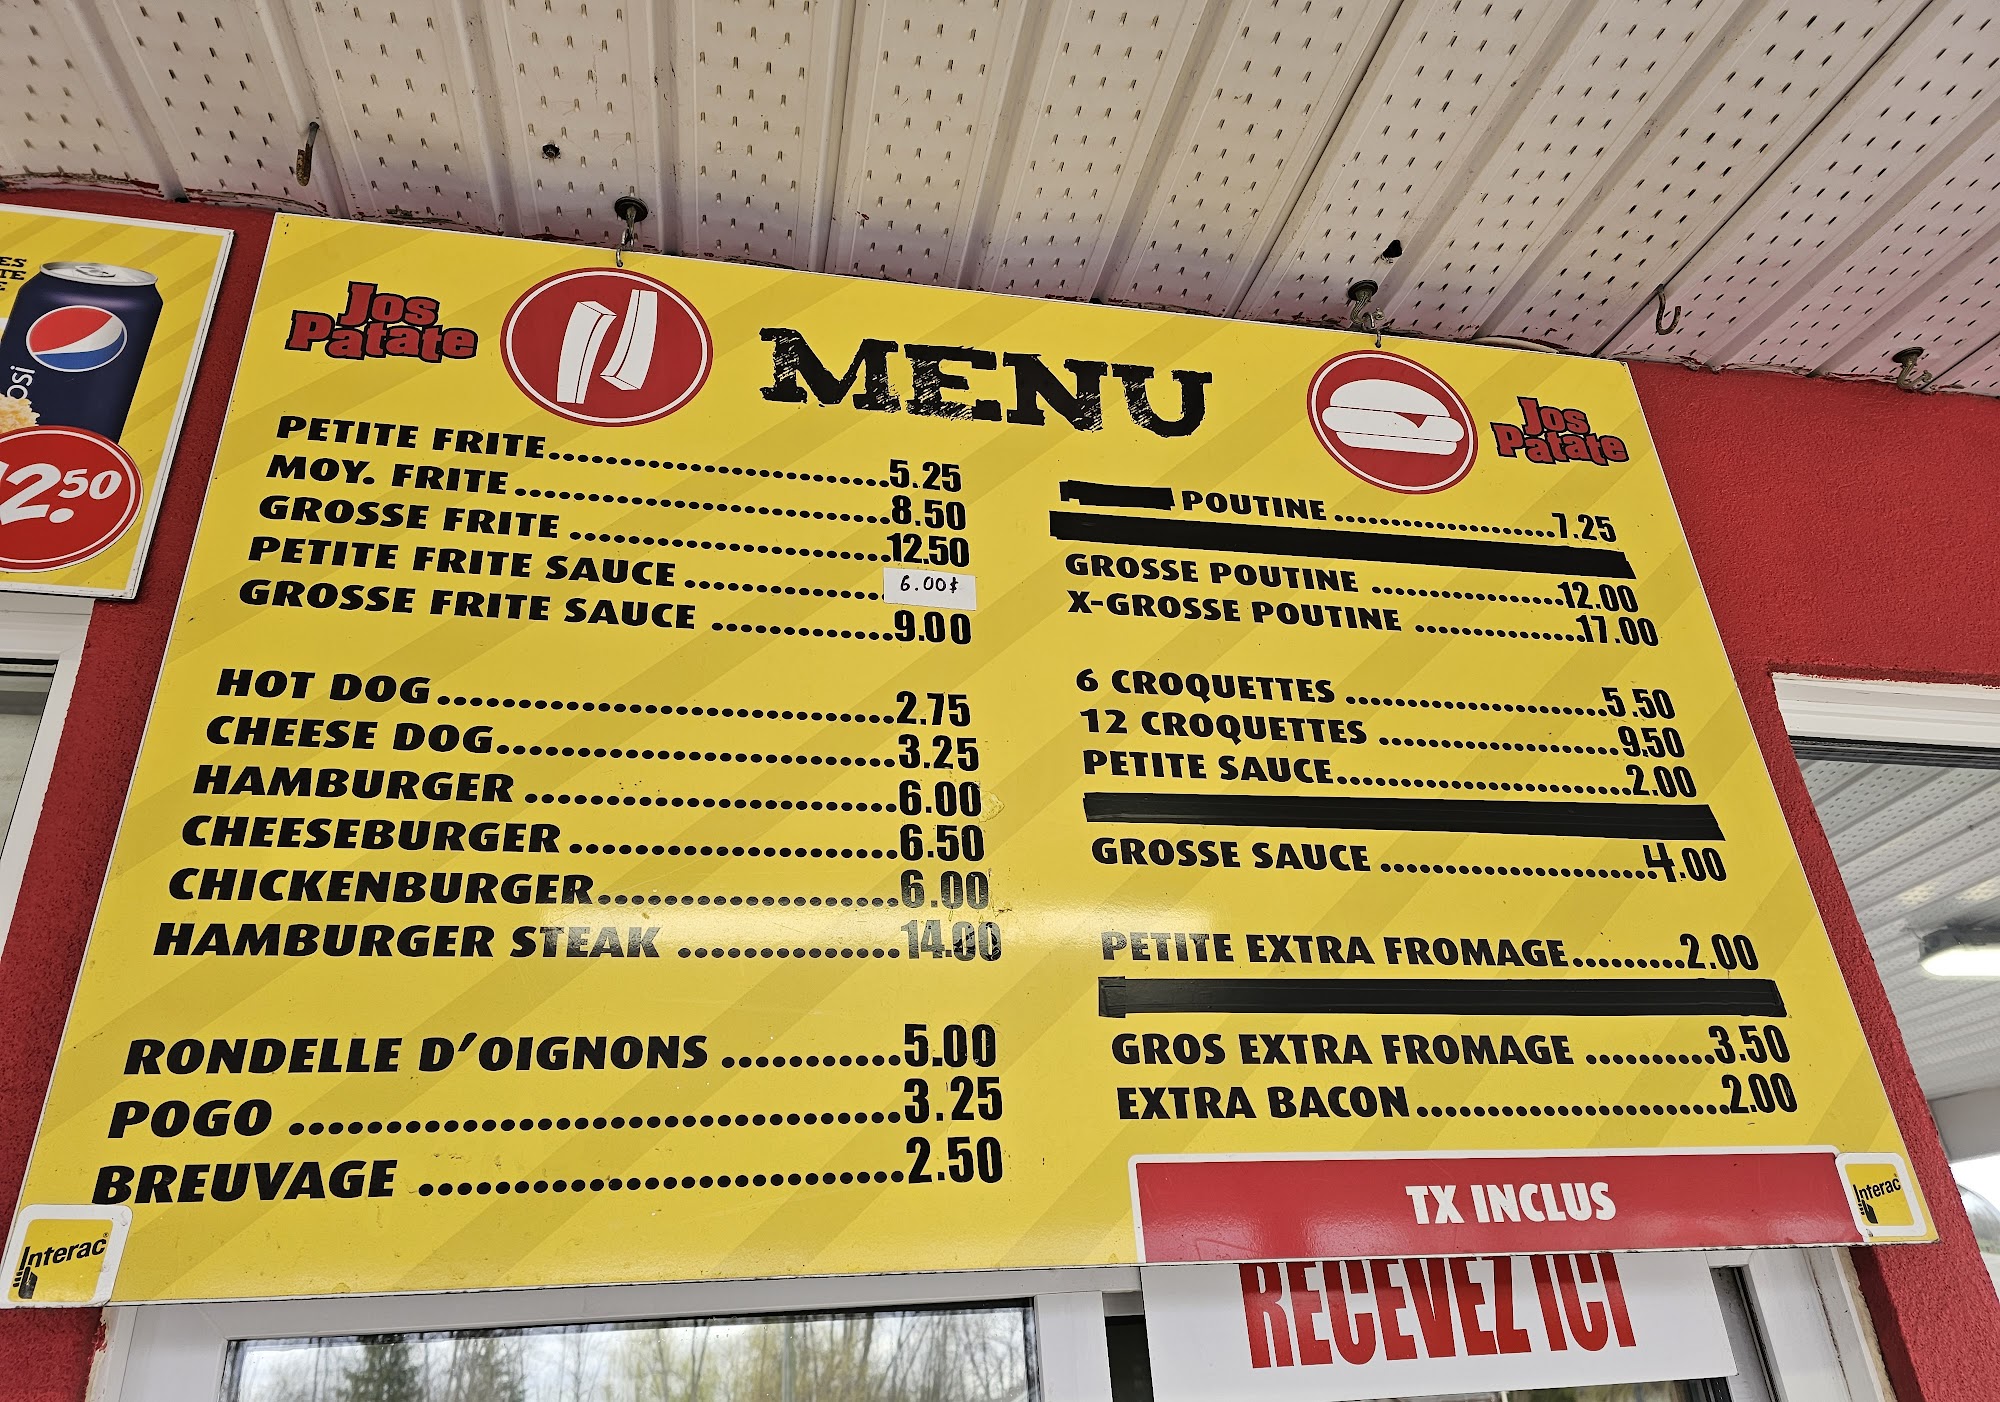 Jos
Patate
MENU
Jos
Patate
PETITE FRITE..........5.25
MOY. FRITE..........8.50
GROSSE FRITE..........12.50
PETITE FRITE SAUCE..........6.00$
GROSSE FRITE SAUCE..........9.00
HOT DOG..........2.75
CHEESE DOG..........3.25
HAMBURGER..........6.00
CHEESEBURGER..........6.50
CHICKENBURGER..........6.00
HAMBURGER STEAK..........14.00
RONDELLE D'OIGNONS..........5.00
POGO..........3.25
BREUVAGE..........2.50
POUTINE..........7.25
GROSSE POUTINE..........12.00
X-GROSSE POUTINE..........17.00
6 CROQUETTES..........5.50
12 CROQUETTES..........9.50
PETITE SAUCE..........2.00
GROSSE SAUCE..........4.00
PETITE EXTRA FROMAGE..........2.00
GROS EXTRA FROMAGE..........3.50
EXTRA BACON..........2.00
TX INCLUS
Interac
Interac
RECEVEZ ICI